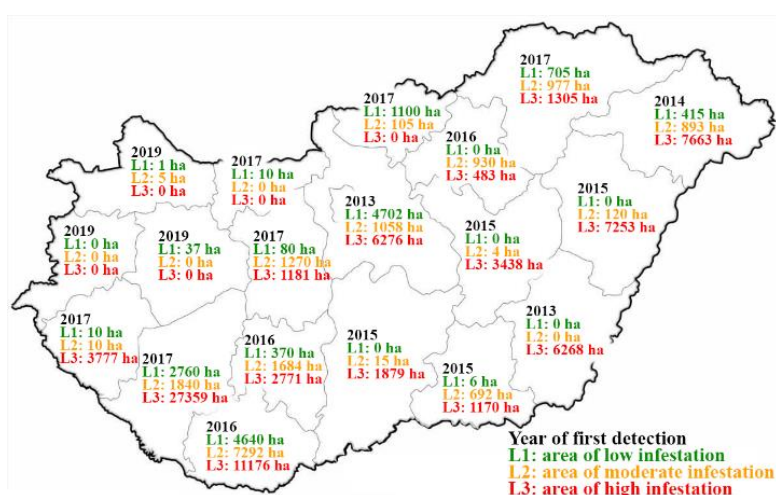 2017
L1: 705 ha
L2: 977 ha
L3: 1305 ha
2017
L1: 1100 ha
L2: 105 ha
L3: 0 ha
2014
L1: 415 ha
L2: 893 ha
L3: 7663 ha
2016
L1: 0 ha
L2: 930 ha
L3: 483 ha
2019
L1: 1 ha
L2: 5 ha
L3: 0 ha
2017
L1: 10 ha
L2: 0 ha
L3: 0 ha
2013
L1: 4702 ha
L2: 1058 ha
L3: 6276 ha
2015
L1: 0 ha
L2: 120 ha
L3: 7253 ha
2019
L1: 0 ha
L2: 0 ha
L3: 0 ha
2019
L1: 37 ha
L2: 0 ha
L3: 0 ha
2017
L1: 80 ha
L2: 1270 ha
L3: 1181 ha
2015
L1: 0 ha
L2: 4 ha
L3: 3438 ha
2013
L1: 0 ha
L2: 0 ha
L3: 6268 ha
2017
L1: 10 ha
L2: 10 ha
L3: 3777 ha
2017
L1: 2760 ha
L2: 1840 ha
L3: 27359 ha
2016
L1: 370 ha
L2: 1684 ha
L3: 2771 ha
2015
L1: 0 ha
L2: 15 ha
L3: 1879 ha
2015
L1: 6 ha
L2: 692 ha
L3: 1170 ha
2016
L1: 4640 ha
L2: 7292 ha
L3: 11176 ha
Year of first detection
L1: area of low infestation
L2: area of moderate infestation
L3: area of high infestation